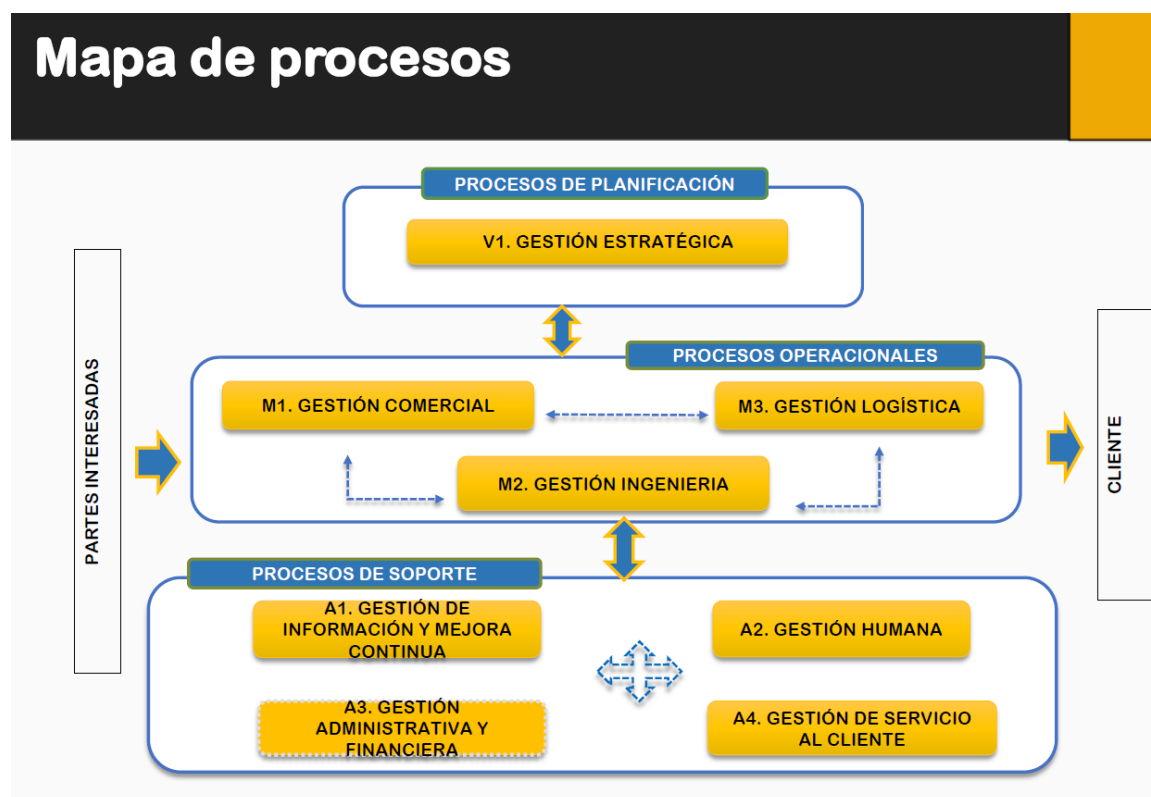 Mapa de procesos
PROCESOS DE PLANIFICACIÓN
V1. GESTIÓN ESTRATÉGICA
PARTES INTERESADAS
PROCESOS OPERACIONALES
M1. GESTIÓN COMERCIAL
M3. GESTIÓN LOGÍSTICA
M2. GESTIÓN INGENIERIA
CLIENTE
PROCESOS DE SOPORTE
A1. GESTIÓN DE
INFORMACIÓN Y MEJORA
CONTINUA
A2. GESTIÓN HUMANA
A3. GESTIÓN
ADMINISTRATIVA Y
FINANCIERA
A4. GESTIÓN DE SERVICIO
AL CLIENTE